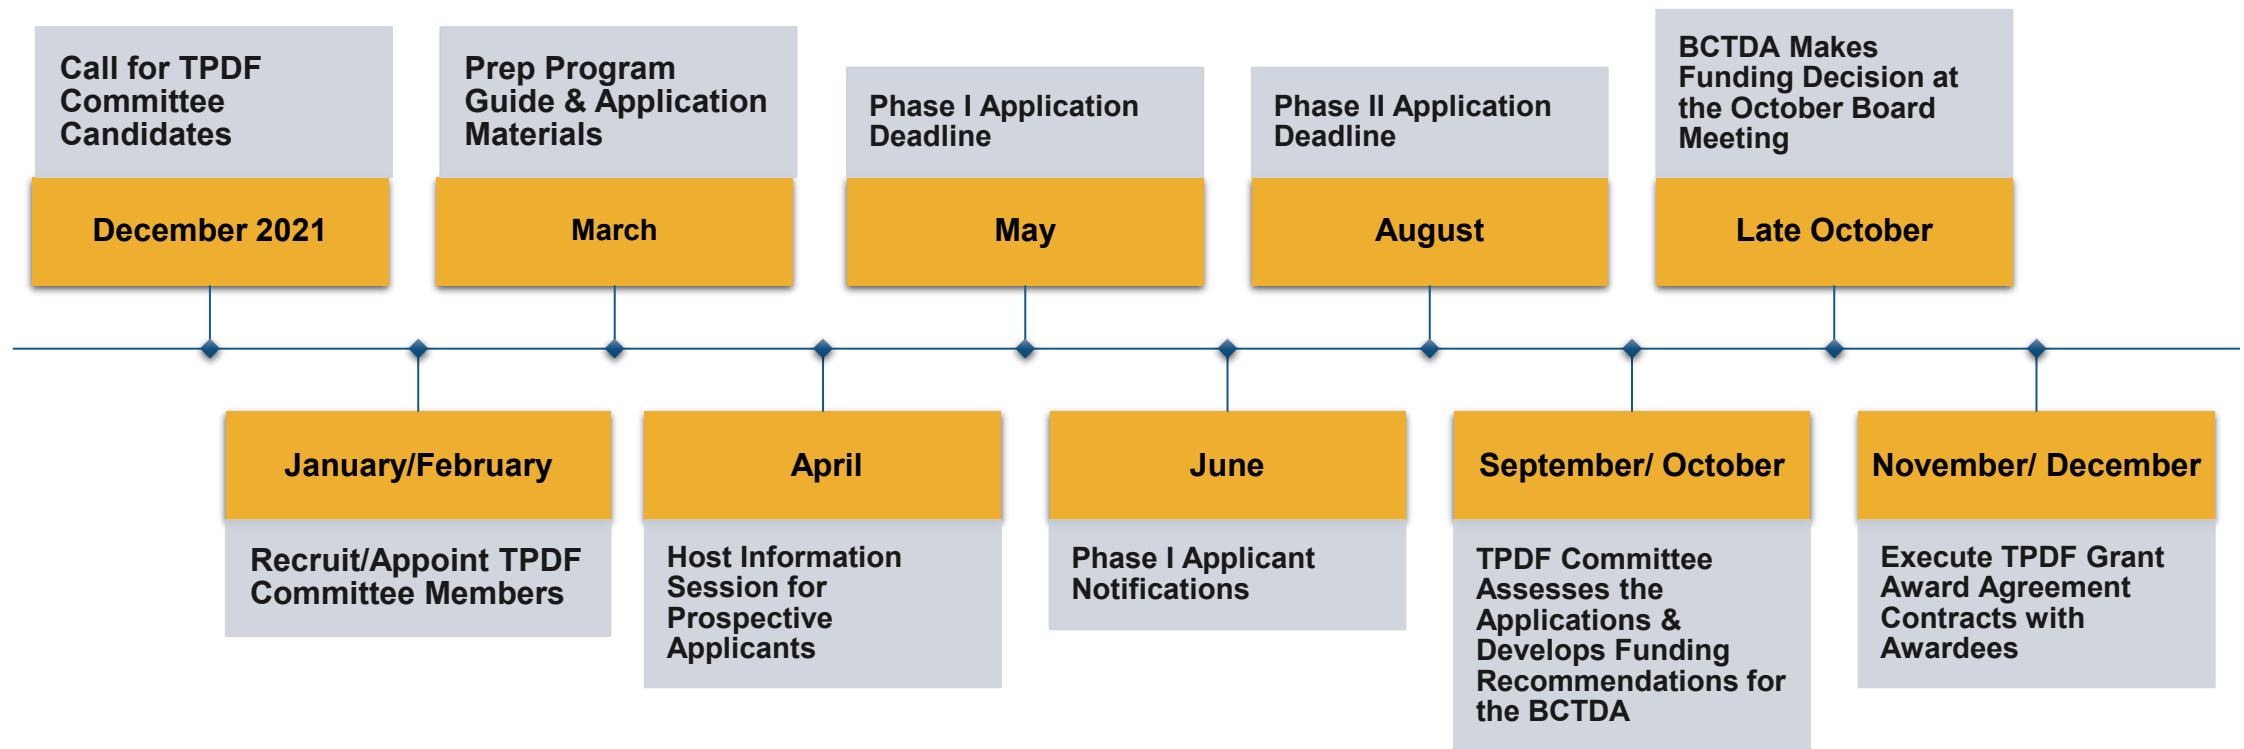 Call for TPDF
Committee
Candidates
December 2021
January/February
Recruit/Appoint TPDF
Committee Members
Prep Program
Guide & Application
Materials
March
April
Host Information
Session for
Prospective
Applicants
Phase I Application
Deadline
May
June
Phase I Applicant
Notifications
Phase II Application
Deadline
August
September/ October
TPDF Committee
Assesses the
Applications &
Develops Funding
Recommendations for
the BCTDA
BCTDA Makes
Funding Decision at
the October Board
Meeting
Late October
November/ December
Execute TPDF Grant
Award Agreement
Contracts with
Awardees